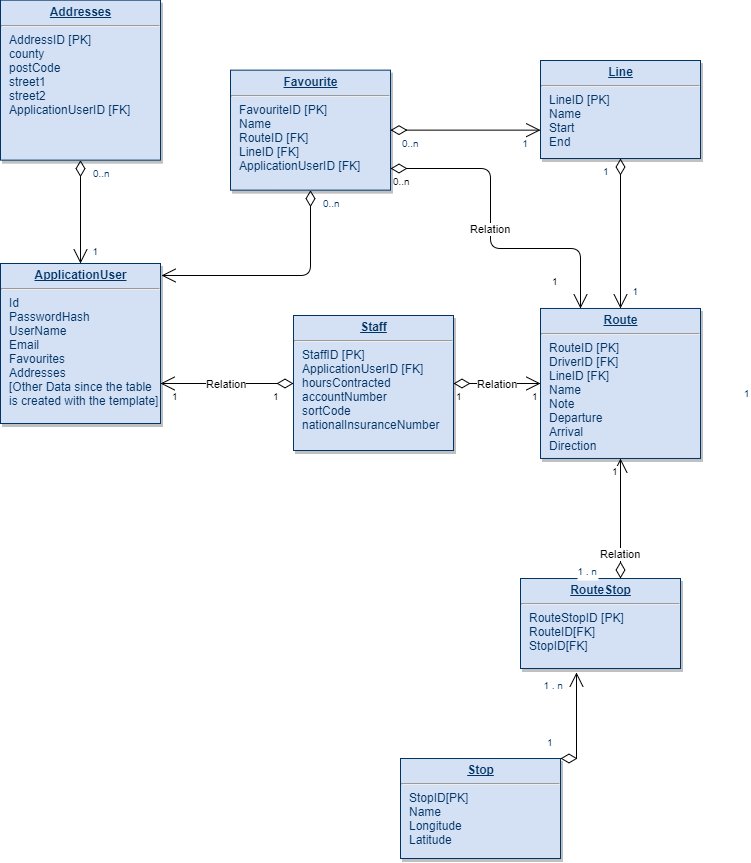 Addresses
AddressID [PK]
county
postCode
street1
street2
ApplicationUserID [FK]
0..n
1
Favourite
FavouriteID [PK]
Name
RouteID [FK]
LineID [FK]
ApplicationUserID [FK]
0..n
1
0..n
0..n
Relation
1
Line
LineID [PK]
Name
Start
End
1
1
ApplicationUser
Id
PasswordHash
UserName
Email
Favourites
Addresses
[Other Data since the table
is created with the template]
Relation
1
1
Staff
StaffID [PK]
ApplicationUserID [FK]
hoursContracted
accountNumber
sortCode
nationalInsuranceNumber
Relation
1
1
Route
RouteID [PK]
DriverID [FK]
LineID [FK]
Name
Note
Departure
Arrival
Direction
1
1
Relation
1 . n
RouteStop
RouteStopID [PK]
RouteID[FK]
StopID[FK]
1 . n
1
Stop
StopID[PK]
Name
Longitude
Latitude